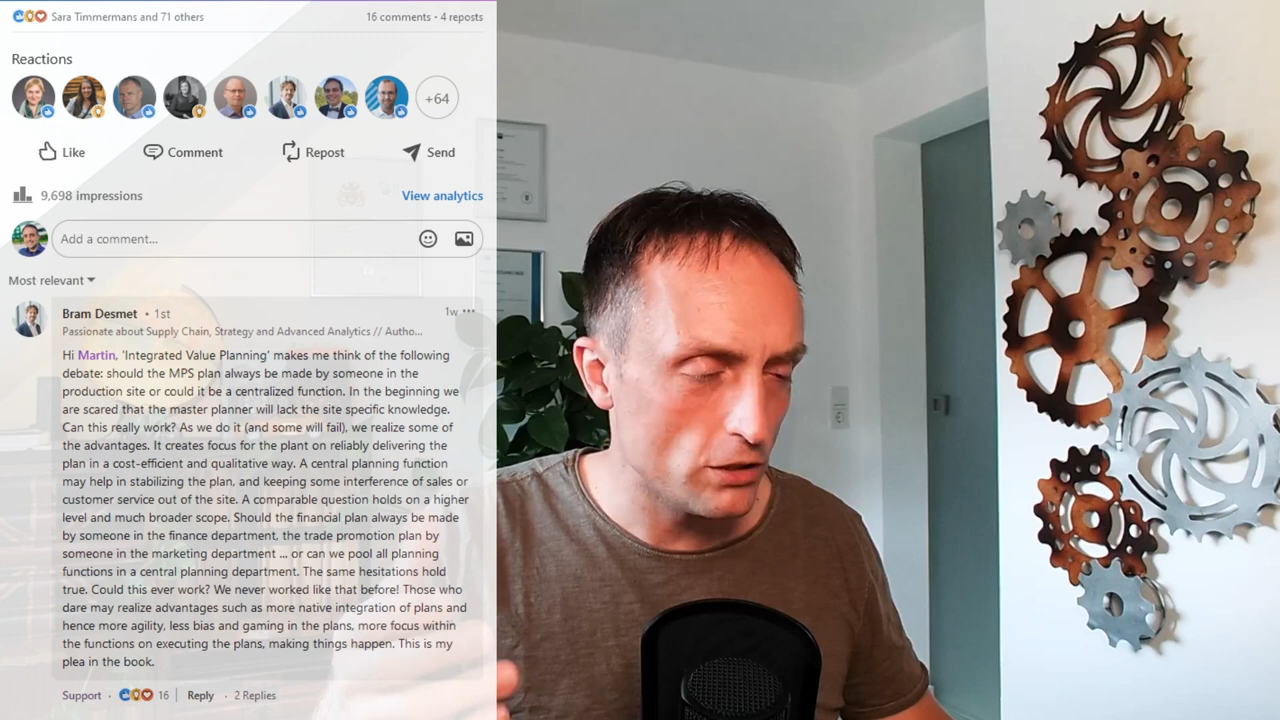 Sara Timmermans and 71 others 16 comments • 4 reposts
Reactions
+64
Like Comment Repost Send
9,698 impressions View analytics
Add a comment...
Most relevant
Bram Desmet • 1st 1w •••
Passionate about Supply Chain, Strategy and Advanced Analytics // Autho...
Hi Martin, 'Integrated Value Planning' makes me think of the following
debate: should the MPS plan always be made by someone in the
production site or could it be a centralized function. In the beginning we
are scared that the master planner will lack the site specific knowledge.
Can this really work? As we do it (and some will fail), we realize some of
the advantages. It creates focus for the plant on reliably delivering the
plan in a cost-efficient and qualitative way. A central planning function
may help in stabilizing the plan, and keeping some interference of sales or
customer service out of the site. A comparable question holds on a higher
level and much broader scope. Should the financial plan always be made
by someone in the finance department, the trade promotion plan by
someone in the marketing department ... or can we pool all planning
functions in a central planning department. The same hesitations hold
true. Could this ever work? We never worked like that before! Those who
dare may realize advantages such as more native integration of plans and
hence more agility, less bias and gaming in the plans, more focus within
the functions on executing the plans, making things happen. This is my
plea in the book.
Support · 16 | Reply · 2 Replies